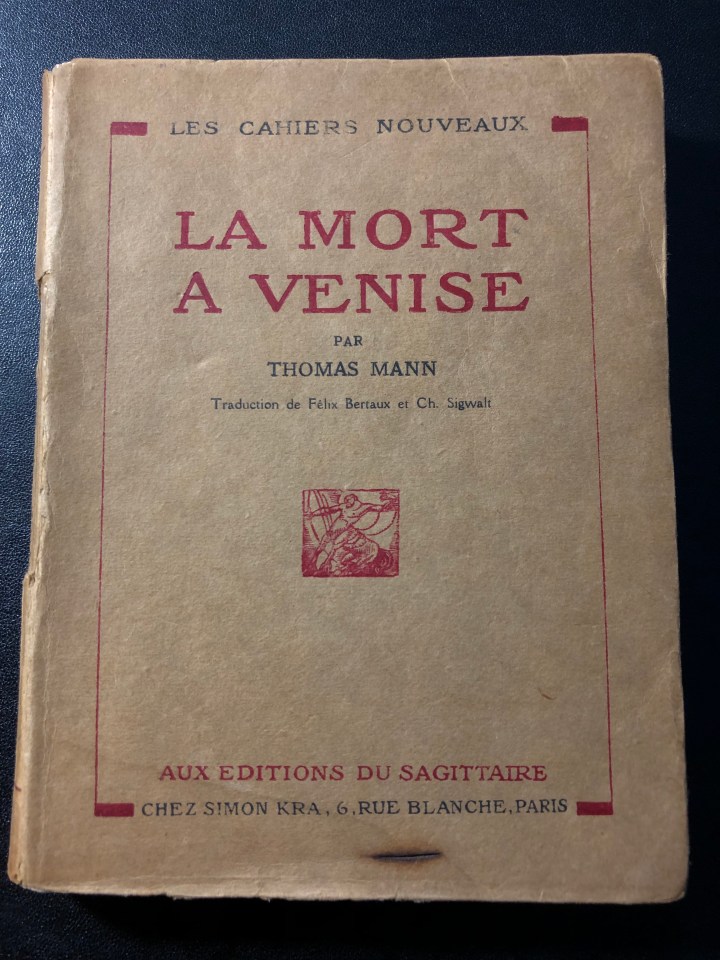 LES CAHIERS NOUVEAUX
LA MORT
A VENISE
PAR
THOMAS MANN
Traduction de Félix Bertaux et Ch. Sigwalt
AUX EDITIONS DU SAGITTAIRE
CHEZ SIMON KRA, 6, RUE BLANCHE, PARIS